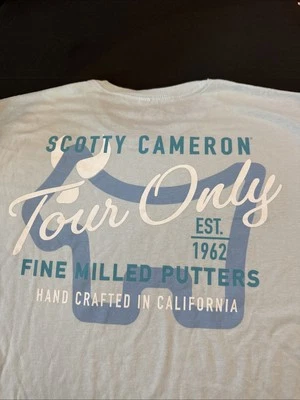 SCOTTY CAMERON
Tour Only
EST.
1962
FINE MILLED PUTTERS
HAND CRAFTED IN CALIFORNIA